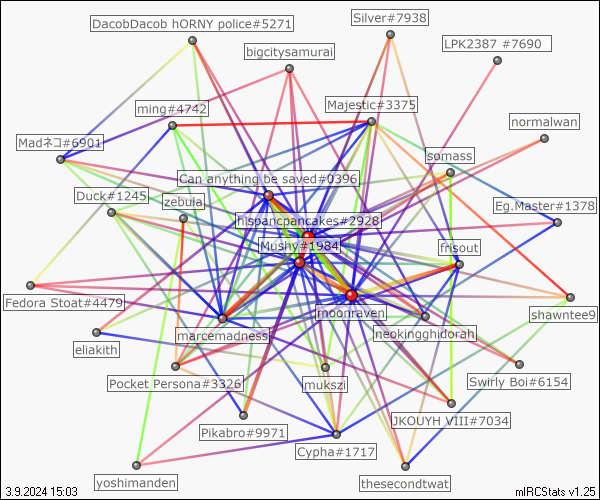 Silver#7938
DacobDacob hORNY police#5271
LPK2387 #7690
bigcitysamurai
ming#4742
Majestic#3375
normalwan
Madネコ#6901
somass
Can anything be saved#0396
Duck#1245
zebula
Eg.Master#1378
hispancpancakes#2928
Mushy#1984
frisout
Fedora Stoat#4479
moonraven
shawntee9
marcemadness
neokingghidorah
eliakith
Pocket Persona#3326
mukszi
Swirly Boi#6154
JKOUYH VIII#7034
Pikabro#9971
Cypha#1717
yoshimanden
thesecondtwat
3.9.2024 15:03
mIRCStats v1.25